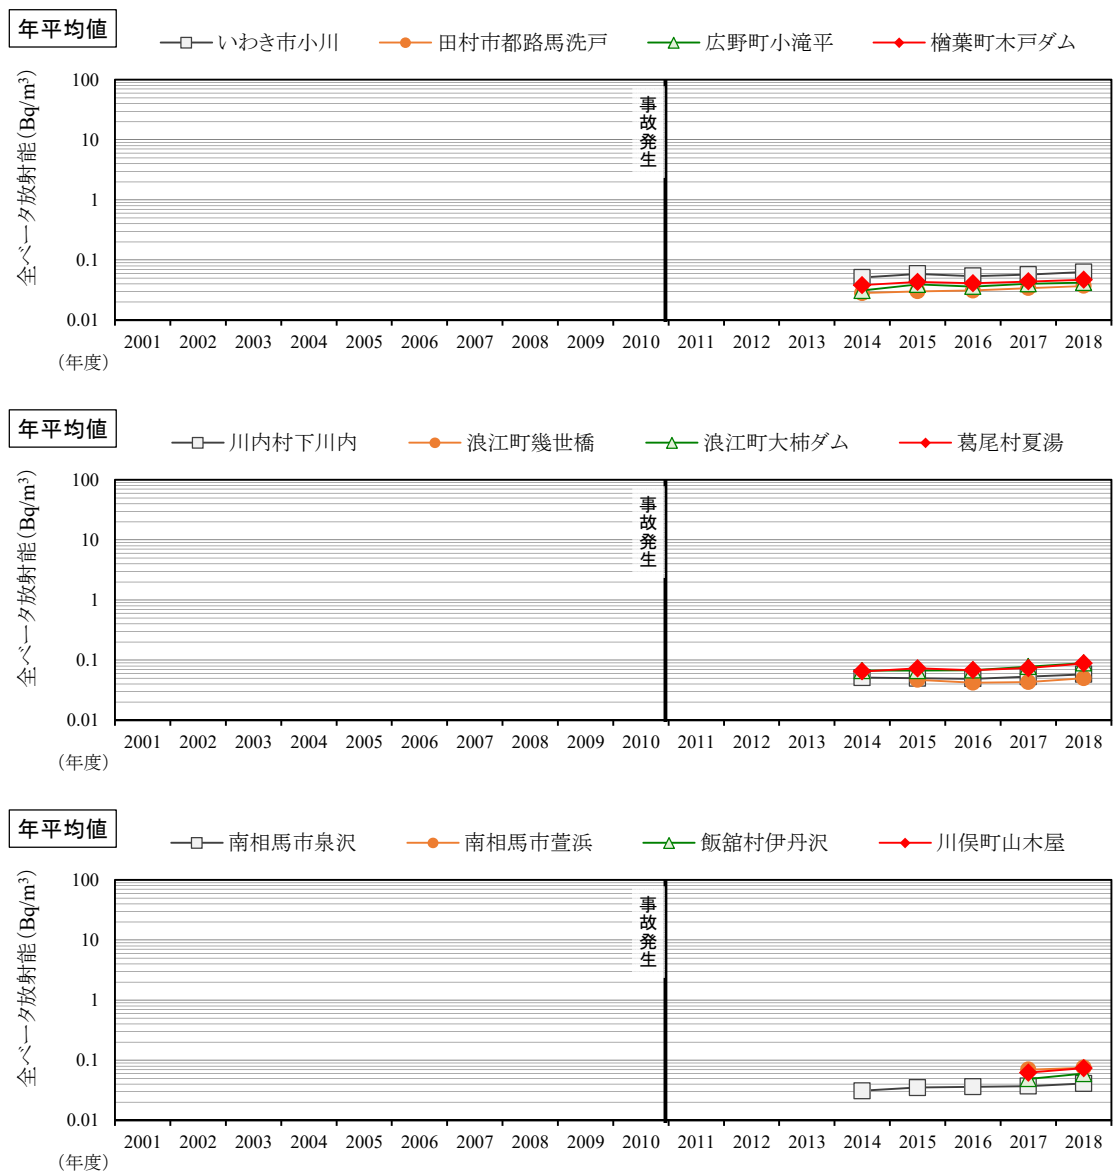 年平均値
いわき市小川 田村市都路馬洗戸 広野町小滝平 楢葉町木戸ダム
全ベータ放射能(Bq/m³)
100
10
1
0.1
0.01
事故発生
2001 2002 2003 2004 2005 2006 2007 2008 2009 2010 2011 2012 2013 2014 2015 2016 2017 2018
(年度)
年平均値
川内村下川内 浪江町幾世橋 浪江町大柿ダム 葛尾村夏湯
全ベータ放射能(Bq/m³)
100
10
1
0.1
0.01
事故発生
2001 2002 2003 2004 2005 2006 2007 2008 2009 2010 2011 2012 2013 2014 2015 2016 2017 2018
(年度)
年平均値
南相馬市泉沢 南相馬市萱浜 飯舘村伊丹沢 川俣町山木屋
全ベータ放射能(Bq/m³)
100
10
1
0.1
0.01
事故発生
2001 2002 2003 2004 2005 2006 2007 2008 2009 2010 2011 2012 2013 2014 2015 2016 2017 2018
(年度)